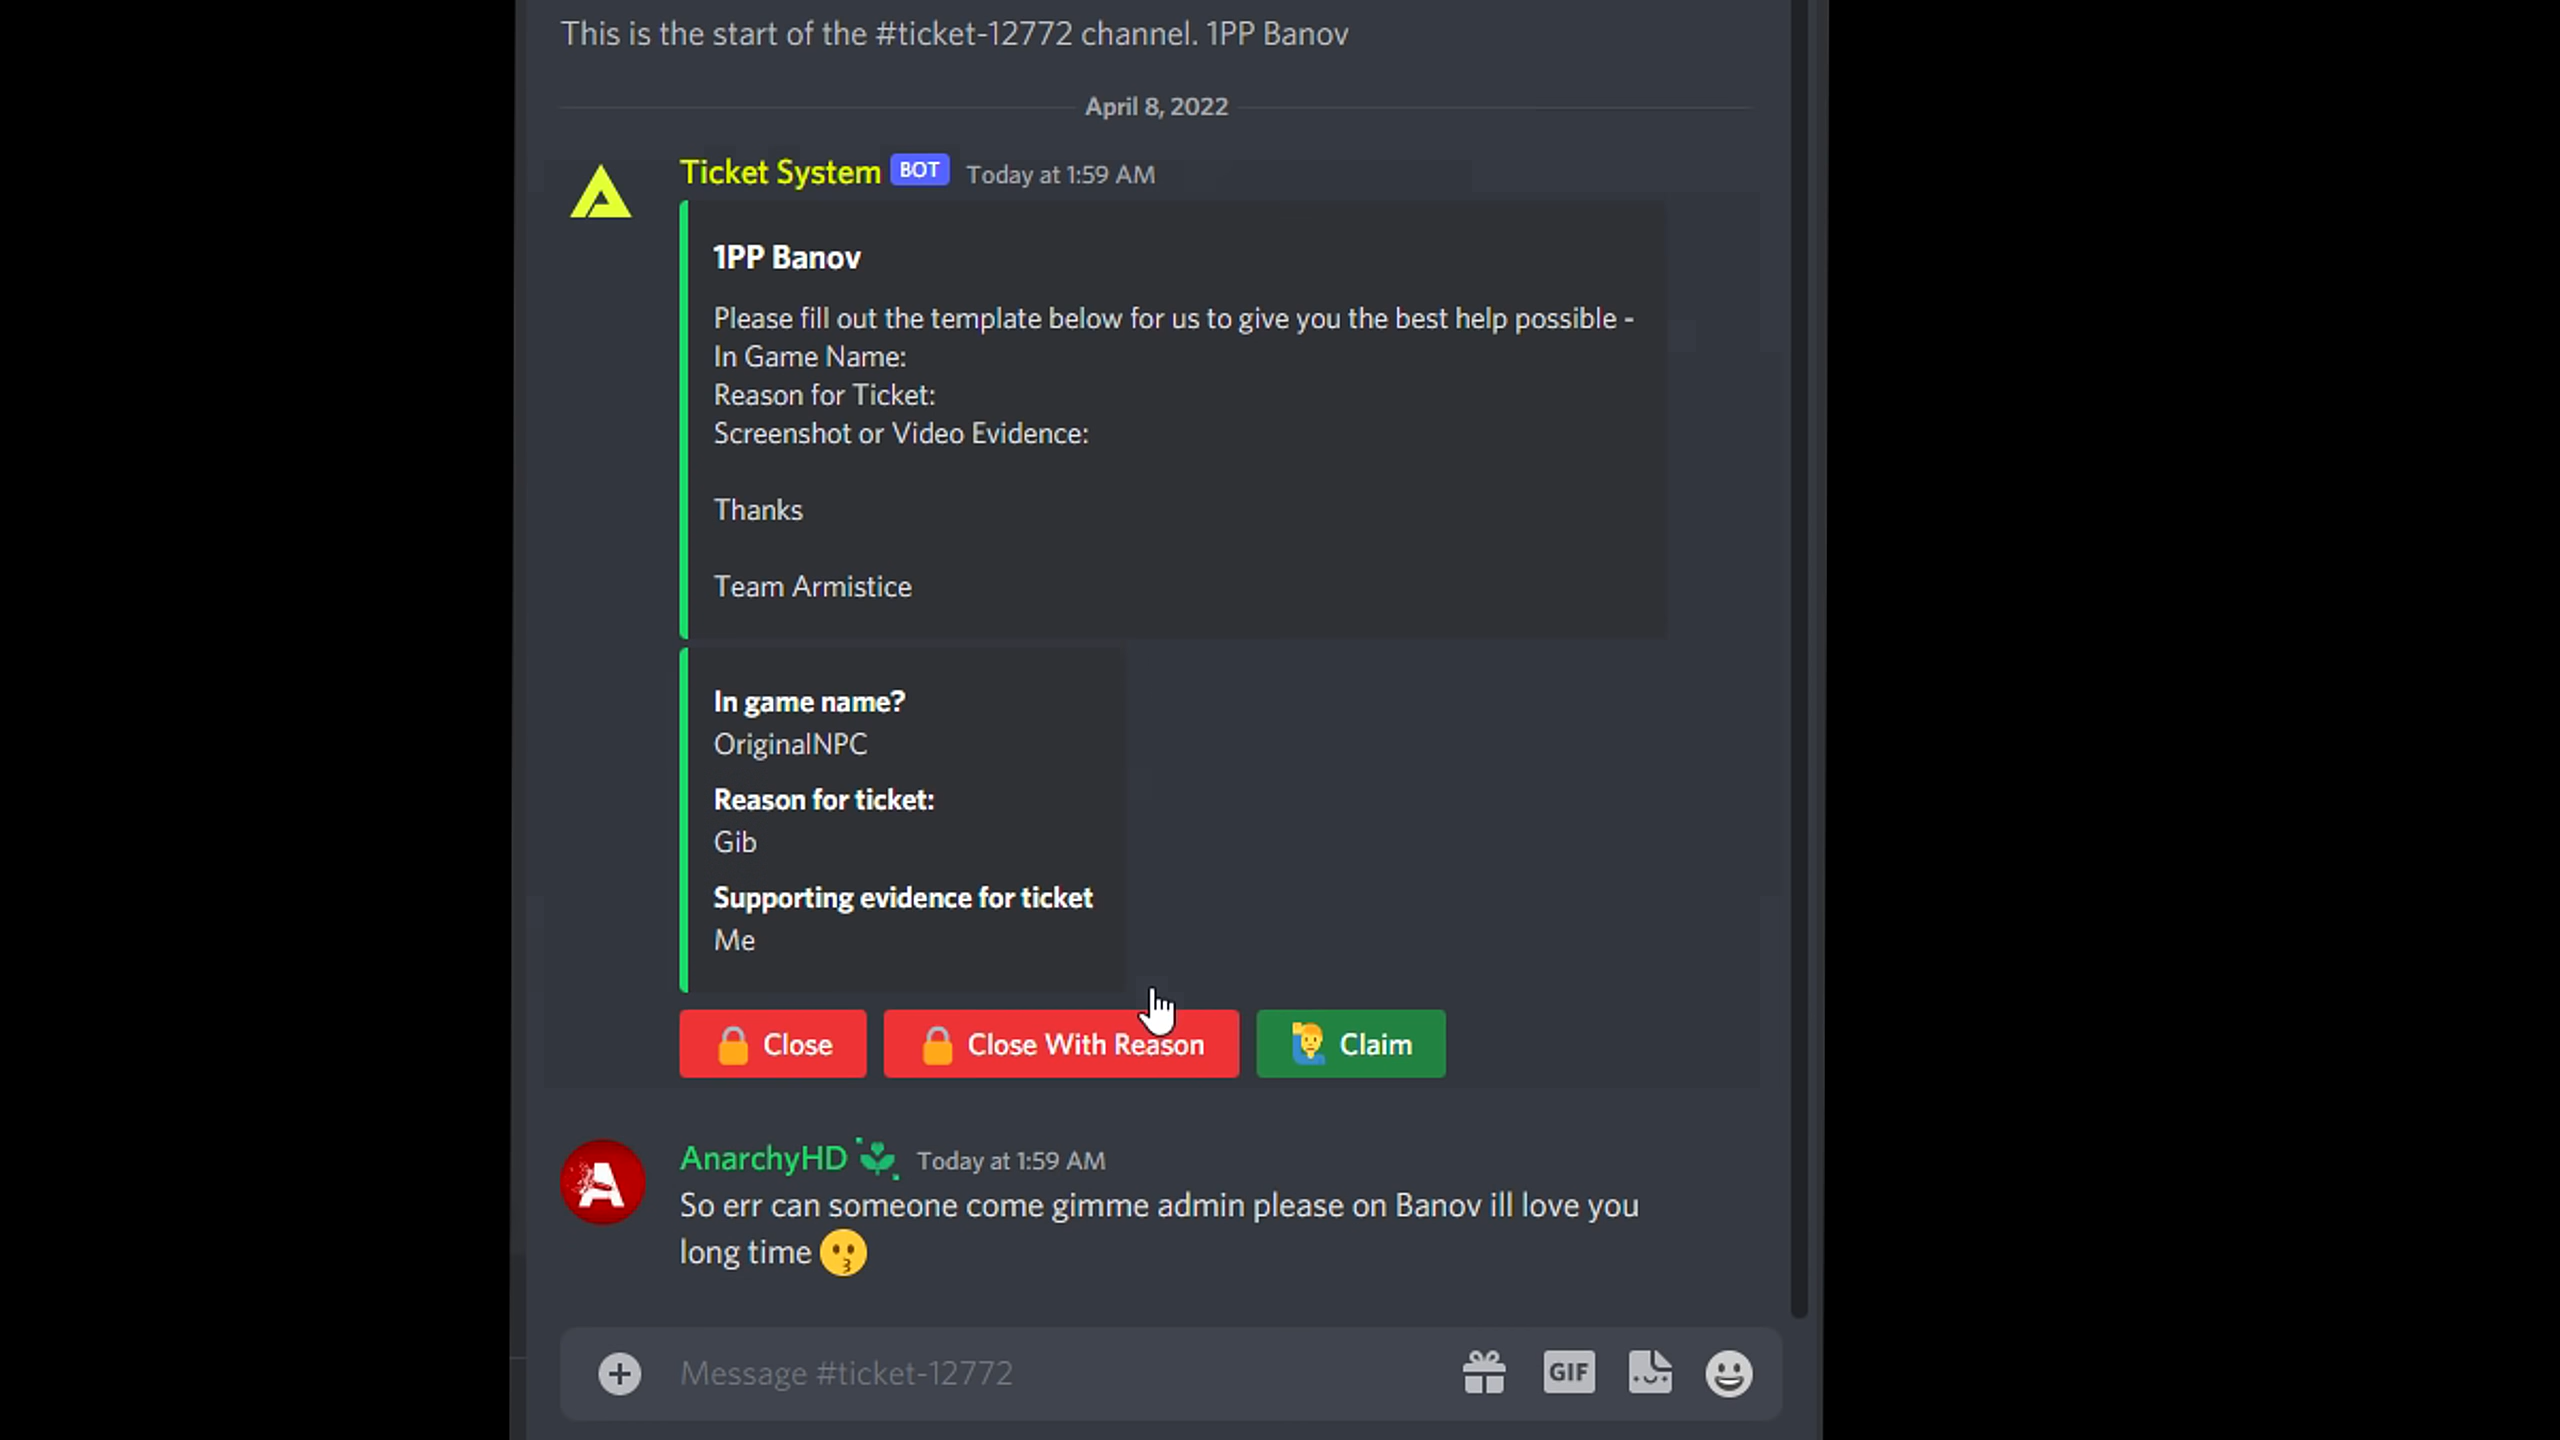 This is the start of the #ticket-12772 channel. 1PP Banov
April 8, 2022
Ticket System BOT Today at 1:59 AM
1PP Banov
Please fill out the template below for us to give you the best help possible -
In Game Name:
Reason for Ticket:
Screenshot or Video Evidence:
Thanks
Team Armistice
In game name?
OriginalNPC
Reason for ticket:
Gib
Supporting evidence for ticket
Me
Close
Close With Reason
Claim
AnarchyHD Today at 1:59 AM
So err can someone come gimme admin please on Banov ill love you
long time
Message #ticket-12772
GIF